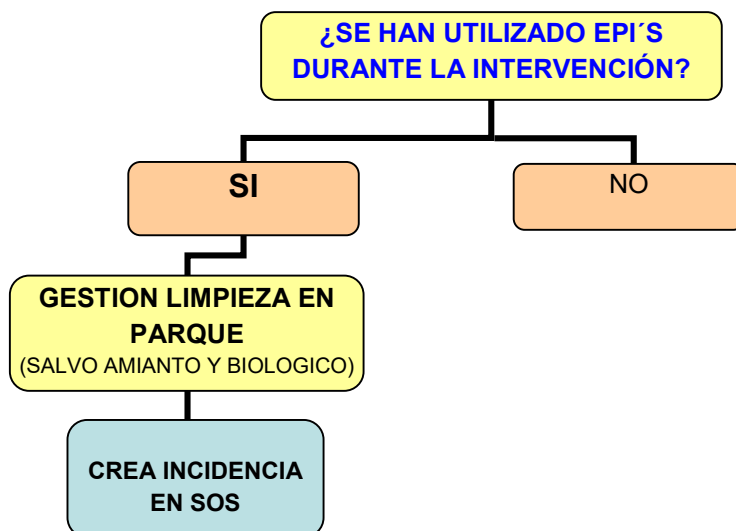 ¿SE HAN UTILIZADO EPI´S
DURANTE LA INTERVENCIÓN?
SI
NO
GESTION LIMPIEZA EN
PARQUE
(SALVO AMIANTO Y BIOLOGICO)
CREA INCIDENCIA
EN SOS